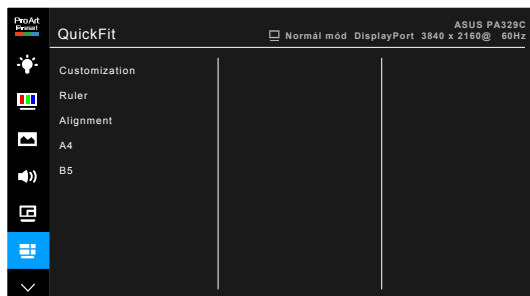 ProArt
Preset
QuickFit
ASUS PA329C
Normál mód DisplayPort 3840 x 2160@ 60Hz
Customization
Ruler
Alignment
A4
B5